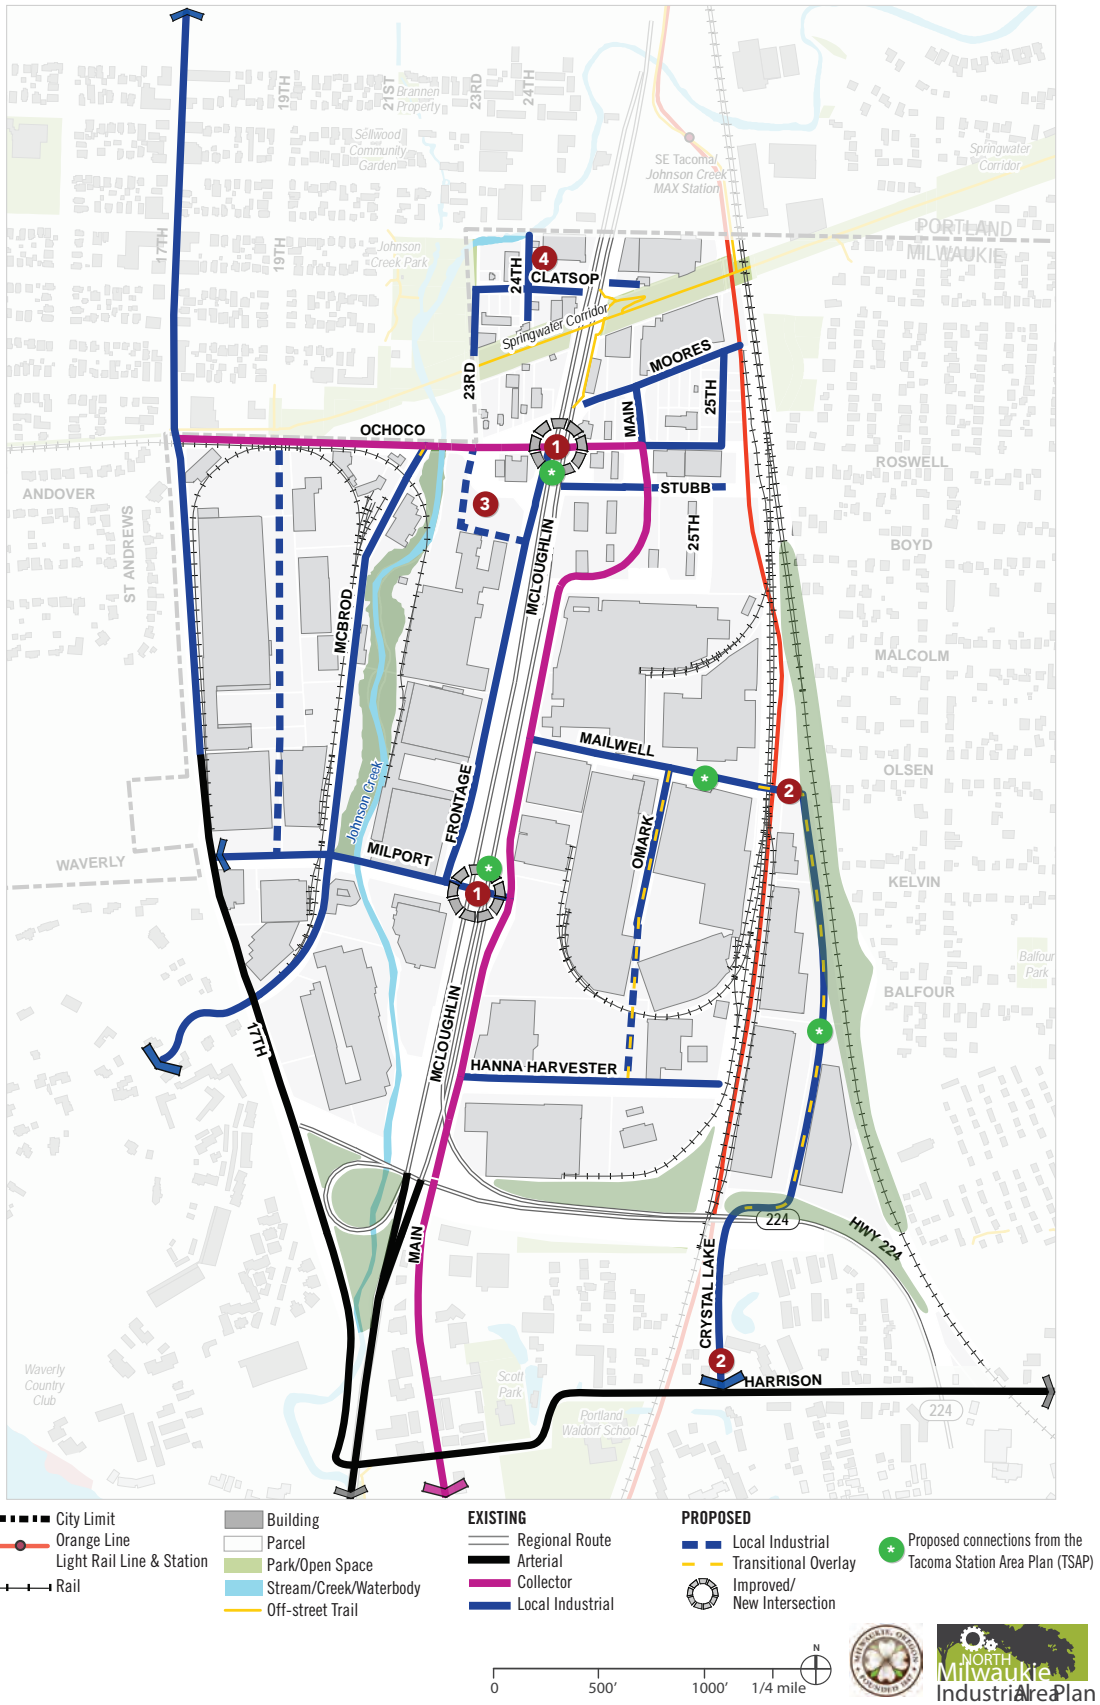 19TH
21ST
Brannen
Property
23RD
24TH
Sellwood
Community
Garden
SE Tacoma/
Johnson Creek
MAX Station
Springwater
Corridor
17TH
19TH
Johnson
Creek Park
PORTLAND
MILWAUKIE
24TH
4
CLATSOP
Springwater Corridor
23RD
MOORES
MAIN
25TH
OCHOCO
1
*
STUBB
3
25TH
ANDOVER
ST ANDREWS
ROSWELL
BOYD
MALCOLM
OLSEN
KELVIN
BALFOUR
Balfour
Park
MCBROD
MCLOUGHLIN
MAILWELL
*
2
Johnson Creek
FRONTAGE
OMARK
WAVERLY
MILPORT
*
1
17TH
MCLOUGHLIN
HANNA HARVESTER
*
MAIN
224
HWY 224
CRYSTAL LAKE
2
HARRISON
224
Waverly
Country
Club
Scott
Park
Portland
Waldorf School
City Limit
Orange Line
Light Rail Line & Station
Rail
Building
Parcel
Park/Open Space
Stream/Creek/Waterbody
Off-street Trail
EXISTING
Regional Route
Arterial
Collector
Local Industrial
PROPOSED
Local Industrial
Transitional Overlay
Improved/
New Intersection
*
Proposed connections from the
Tacoma Station Area Plan (TSAP)
0
500'
1000'
1/4 mile
N
MILWAUKIE, OREGON
FOUNDED 1847
NORTH
Milwaukie
Industrial Area Plan